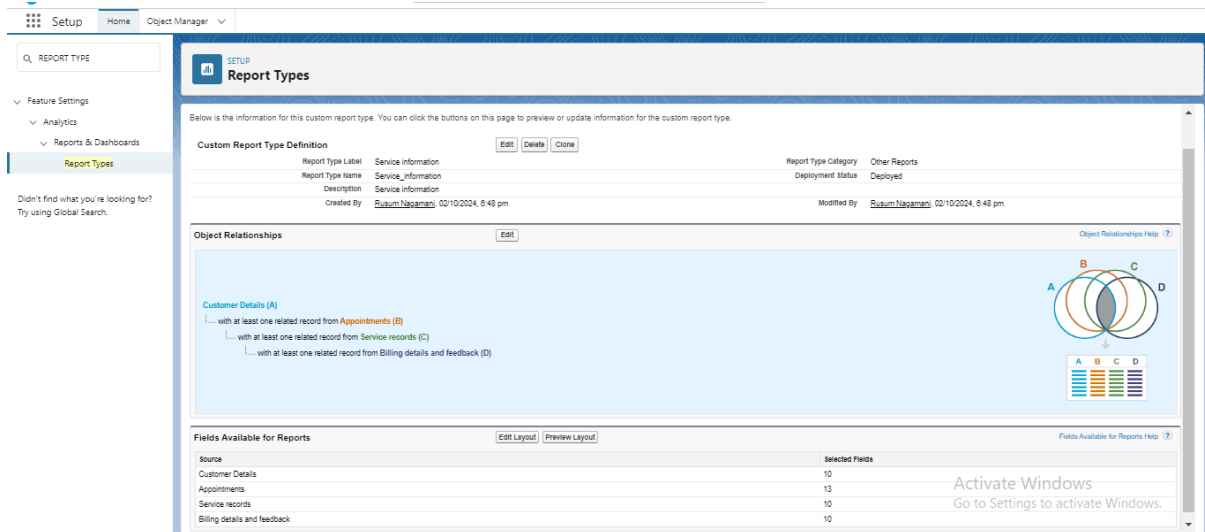 Setup Home Object Manager
REPORT TYPE
Feature Settings
Analytics
Reports & Dashboards
Report Types
Didn't find what you're looking for?
Try using Global Search.
SETUP
Report Types
Below is the information for this custom report type. You can click the buttons on this page to preview or update information for the custom report type.
Custom Report Type Definition Edit Delete Clone
Report Type Label Service information Report Type Category Other Reports
Report Type Name Service_information Deployment Status Deployed
Description Service information
Created By Rusum Nagamani, 02/10/2024, 6:48 pm Modified By Rusum Nagamani, 02/10/2024, 6:48 pm
Object Relationships Edit Object Relationships Help ?
B C
A D
Customer Details (A)
with at least one related record from Appointments (B)
with at least one related record from Service records (C)
with at least one related record from Billing details and feedback (D)
A B C D
Fields Available for Reports Edit Layout Preview Layout Fields Available for Reports Help ?
Source Selected Fields
Customer Details 10
Appointments 13
Service records 10
Billing details and feedback 10
Activate Windows
Go to Settings to activate Windows.